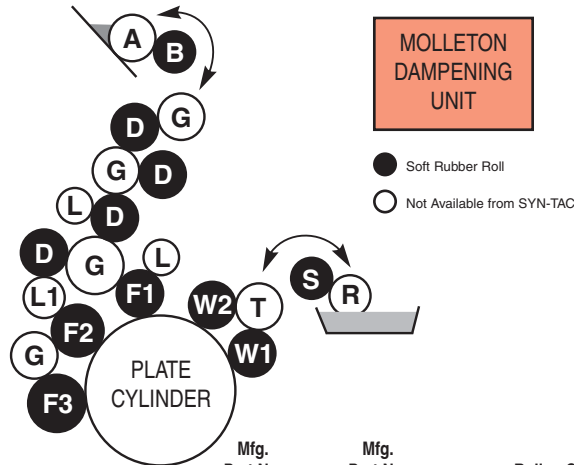 A
B
MOLLETON
DAMPENING
UNIT
D
G
G
D
Soft Rubber Roll
Not Available from SYN-TAC
L
D
D
G
L
S
R
L1
F1
W2
T
F2
W1
G
PLATE
CYLINDER
F3
Mfg.
Mfg.